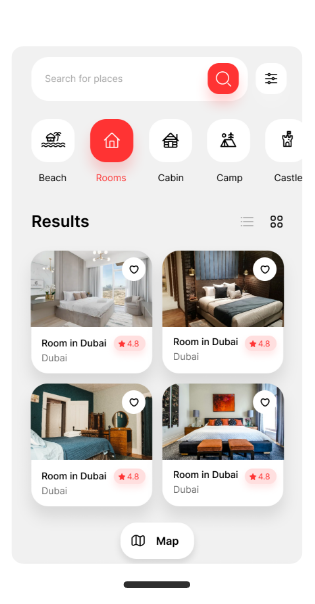 Search for places
Beach
Rooms
Cabin
Camp
Castle
Results
Room in Dubai
4.8
Dubai
Room in Dubai
4.8
Dubai
Room in Dubai
4.8
Dubai
Room in Dubai
4.8
Dubai
Map